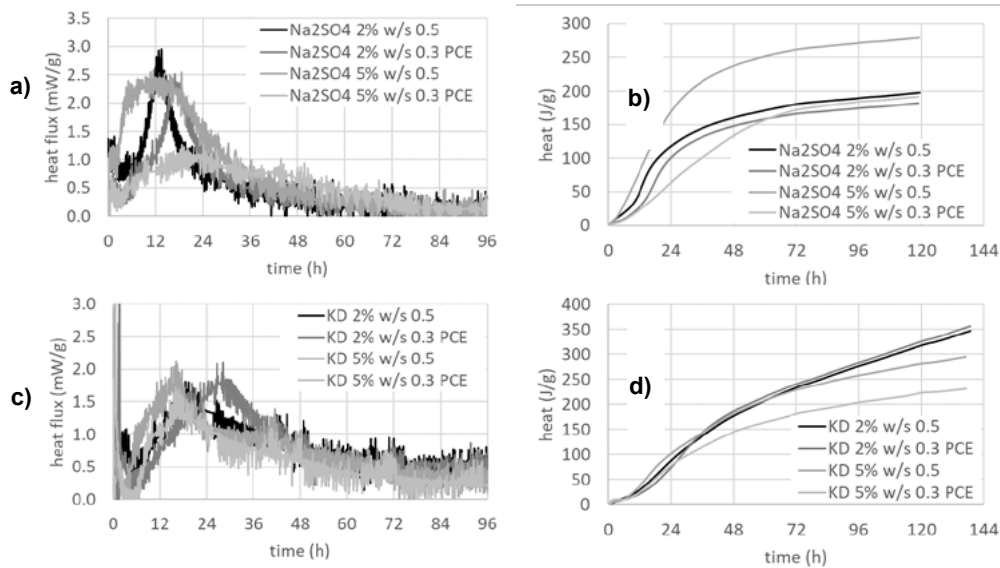 a)
heat flux (mW/g)
3.0
2.5
2.0
1.5
1.0
0.5
0.0
Na2SO4 2% w/s 0.5
Na2SO4 2% w/s 0.3 PCE
Na2SO4 5% w/s 0.5
Na2SO4 5% w/s 0.3 PCE
0 12 24 36 48 60 72 84 96
time (h)
b)
heat (J/g)
300
250
200
150
100
50
0
Na2SO4 2% w/s 0.5
Na2SO4 2% w/s 0.3 PCE
Na2SO4 5% w/s 0.5
Na2SO4 5% w/s 0.3 PCE
0 24 48 72 96 120 144
time (h)
c)
heat flux (mW/g)
3.0
2.5
2.0
1.5
1.0
0.5
0.0
KD 2% w/s 0.5
KD 2% w/s 0.3 PCE
KD 5% w/s 0.5
KD 5% w/s 0.3 PCE
0 12 24 36 48 60 72 84 96
time (h)
d)
heat (J/g)
400
350
300
250
200
150
100
50
0
KD 2% w/s 0.5
KD 2% w/s 0.3 PCE
KD 5% w/s 0.5
KD 5% w/s 0.3 PCE
0 24 48 72 96 120 144
time (h)